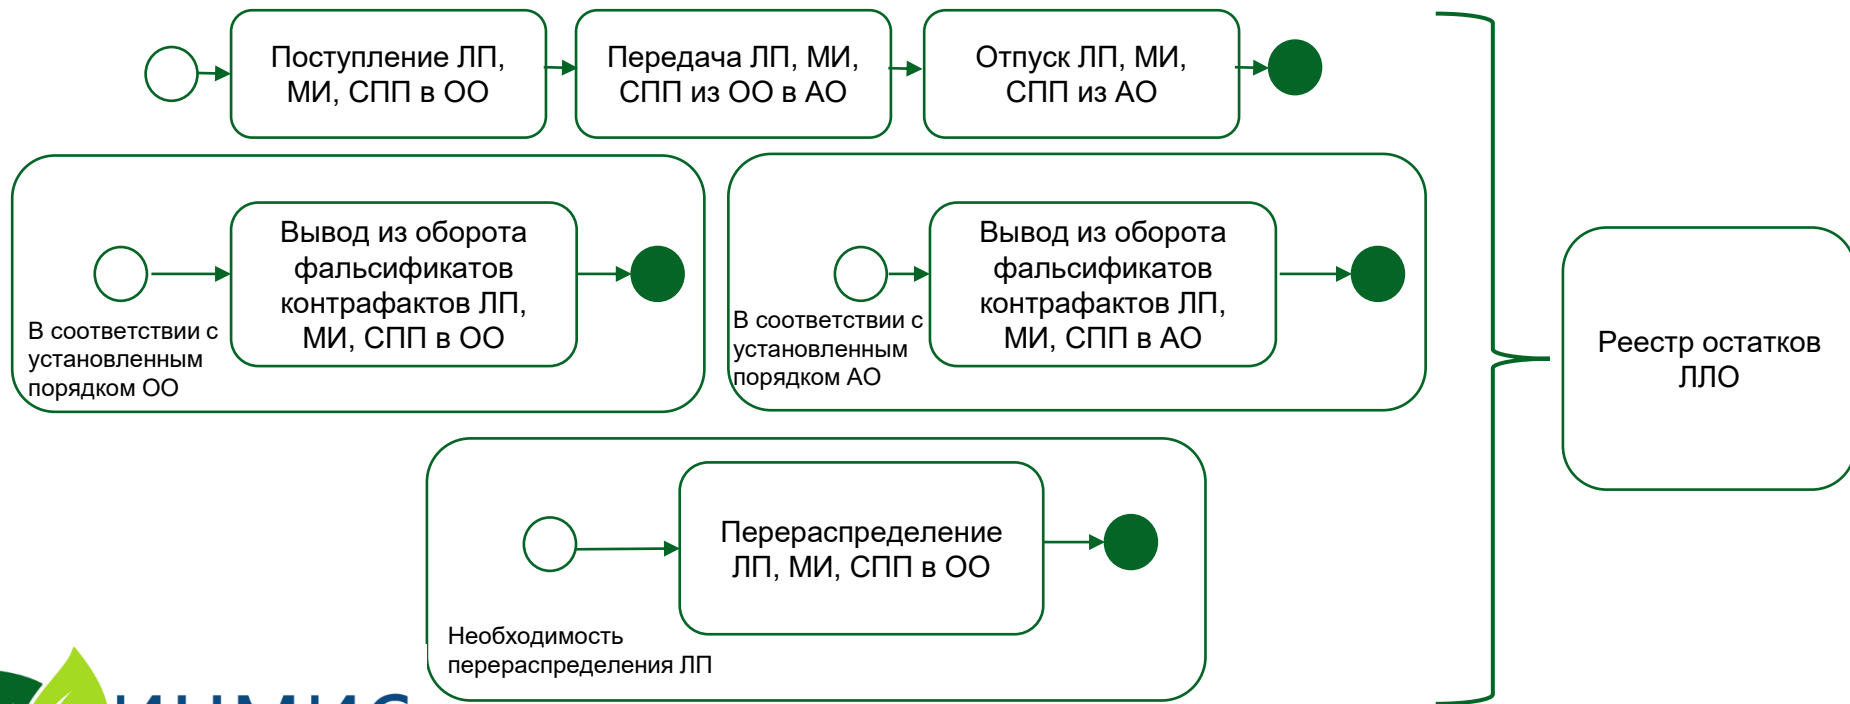 Поступление ЛП,
МИ, СПП в ОО
Передача ЛП, МИ,
СПП из ОО в АО
Отпуск ЛП, МИ,
СПП из АО
Вывод из оборота
фальсификатов
контрафактов ЛП,
МИ, СПП в ОО
В соответствии с
установленным
порядком ОО
Вывод из оборота
фальсификатов
контрафактов ЛП,
МИ, СПП в АО
В соответствии с
установленным
порядком АО
Реестр остатков
ЛЛО
Перераспределение
ЛП, МИ, СПП в ОО
Необходимость
перераспределения ЛП